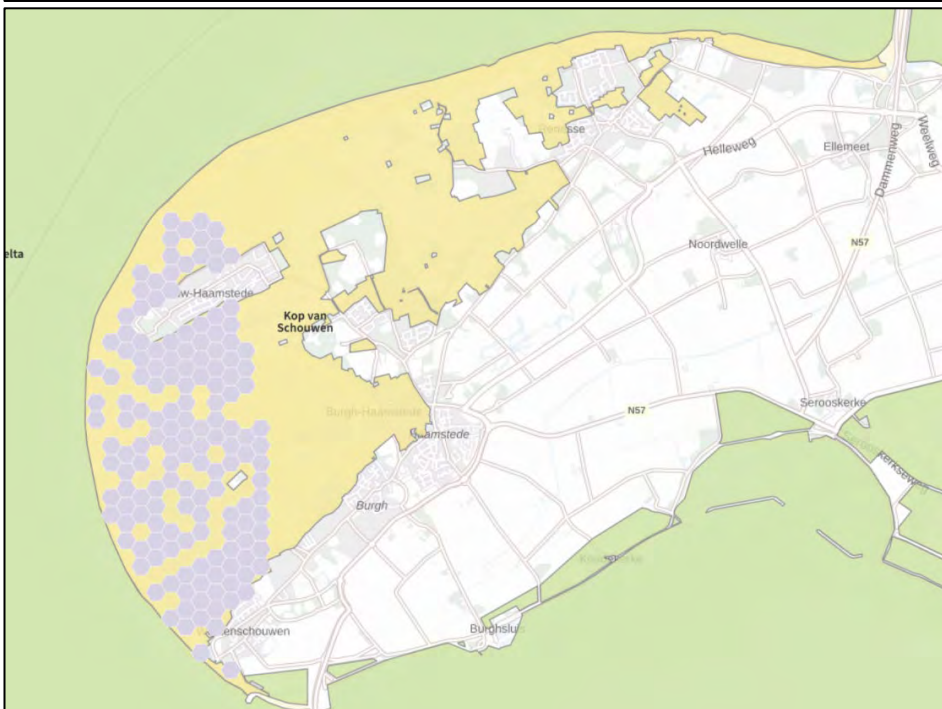 Helleweg
Ellemeet
Dammenweg
Weelweg
Noordwelle
N57
elta
w-Haamstede
Kop van
Schouwen
Burgh-Haamstede
N57
Serooskerke
amstede
kerkseweg
Burgh
enschouwen
Burghsluis